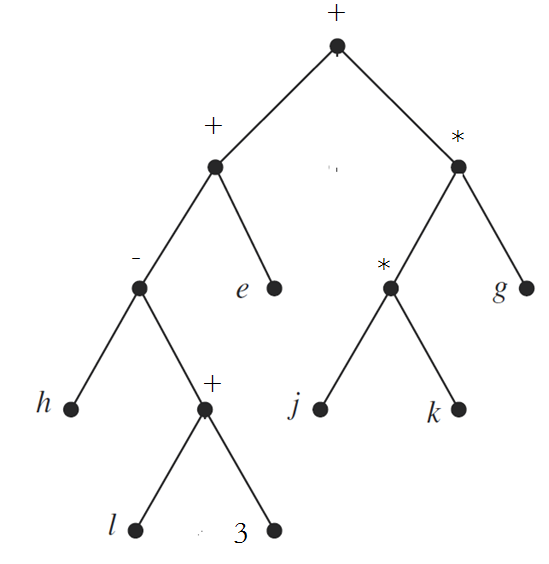 +
+ *
- *
e g
h + j k
l 3